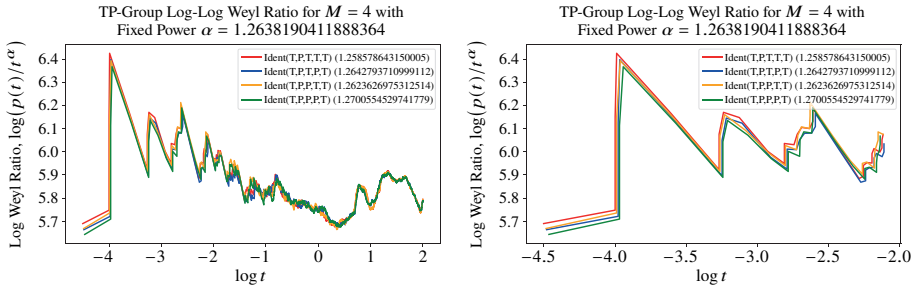 TP-Group Log-Log Weyl Ratio for M = 4 with
Fixed Power α = 1.2638190411888364
Log Weyl Ratio, log(p(t)/t^α)
6.4
6.3
6.2
6.1
6.0
5.9
5.8
5.7
Ident(T,P,T,T,T) (1.258578643150005)
Ident(T,P,P,T,T) (1.2642793710999112)
Ident(T,P,T,P,T) (1.2623626975312514)
Ident(T,P,P,P,T) (1.2700554529741779)
−4 −3 −2 −1 0 1 2
log t
TP-Group Log-Log Weyl Ratio for M = 4 with
Fixed Power α = 1.2638190411888364
Log Weyl Ratio, log(p(t)/t^α)
6.4
6.3
6.2
6.1
6.0
5.9
5.8
5.7
Ident(T,P,T,T,T) (1.258578643150005)
Ident(T,P,P,T,T) (1.2642793710999112)
Ident(T,P,T,P,T) (1.2623626975312514)
Ident(T,P,P,P,T) (1.2700554529741779)
−4.5 −4.0 −3.5 −3.0 −2.5 −2.0
log t